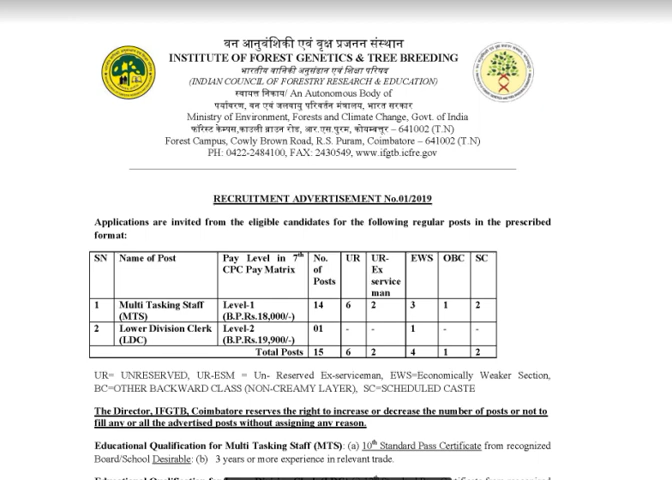 वन आनुवंशिकी एवं वृक्ष प्रजनन संस्थान
INSTITUTE OF FOREST GENETICS & TREE BREEDING
भारतीय वानिकी अनुसंधान एवं शिक्षा परिषद
(INDIAN COUNCIL OF FORESTRY RESEARCH & EDUCATION)
स्वायत्त निकाय/ An Autonomous Body of
पर्यावरण, वन एवं जलवायु परिवर्तन मंत्रालय, भारत सरकार
Ministry of Environment, Forests and Climate Change, Govt. of India
फॉरेस्ट केम्पस,काउली ब्राउन रोड, आर.एस.पुरम, कोयम्बत्तूर – 641002 (T.N)
Forest Campus, Cowly Brown Road, R.S. Puram, Coimbatore – 641002 (T.N)
PH: 0422-2484100, FAX: 2430549, www.ifgtb.icfre.gov
RECRUITMENT ADVERTISEMENT No.01/2019
Applications are invited from the eligible candidates for the following regular posts in the prescribed
format:
SN Name of Post Pay Level in 7th CPC Pay Matrix No. of Posts UR UR-Ex service man EWS OBC SC
1 Multi Tasking Staff (MTS) Level-1 (B.P.Rs.18,000/-) 14 6 2 3 1 2
2 Lower Division Clerk (LDC) Level-2 (B.P.Rs.19,900/-) 01 - - 1 - -
Total Posts 15 6 2 4 1 2
UR= UNRESERVED, UR-ESM = Un- Reserved Ex-serviceman, EWS=Economically Weaker Section,
BC=OTHER BACKWARD CLASS (NON-CREAMY LAYER), SC=SCHEDULED CASTE
The Director, IFGTB, Coimbatore reserves the right to increase or decrease the number of posts or not to
fill any or all the advertised posts without assigning any reason.
Educational Qualification for Multi Tasking Staff (MTS): (a) 10th Standard Pass Certificate from recognized
Board/School Desirable: (b) 3 years or more experience in relevant trade.